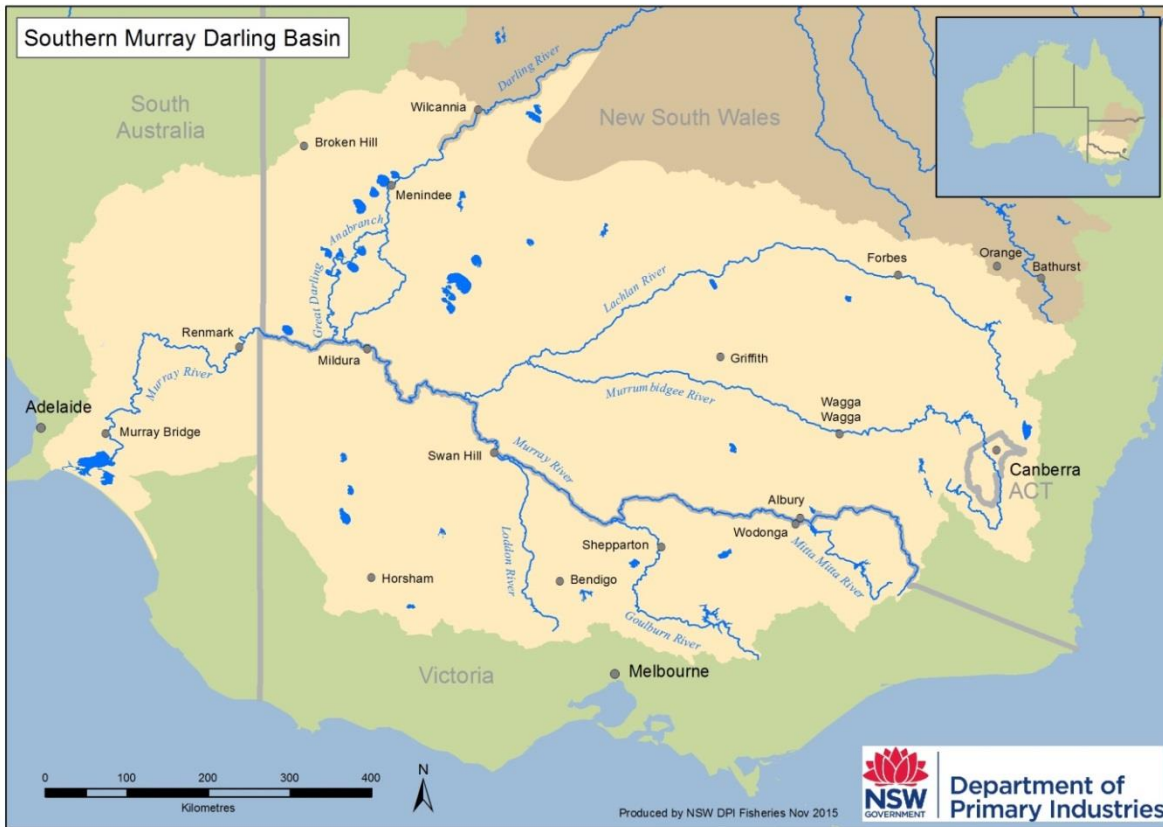 Southern Murray Darling Basin
Darling River
Wilcannia
South
Australia
New South Wales
Broken Hill
Menindee
Anabranch
Great Darling
Orange
Forbes
Bathurst
Lachlan River
Renmark
Mildura
Griffith
Murray River
Murrumbidgee River
Adelaide
Murray Bridge
Wagga
Wagga
Swan Hill
Murray River
Canberra
ACT
Albury
Wodonga
Shepparton
Mitta Mitta River
Loddon River
Horsham
Bendigo
Goulburn River
Victoria
Melbourne
N
0 100 200 300 400
Kilometres
Produced by NSW DPI Fisheries Nov 2015
NSW
GOVERNMENT
Department of
Primary Industries